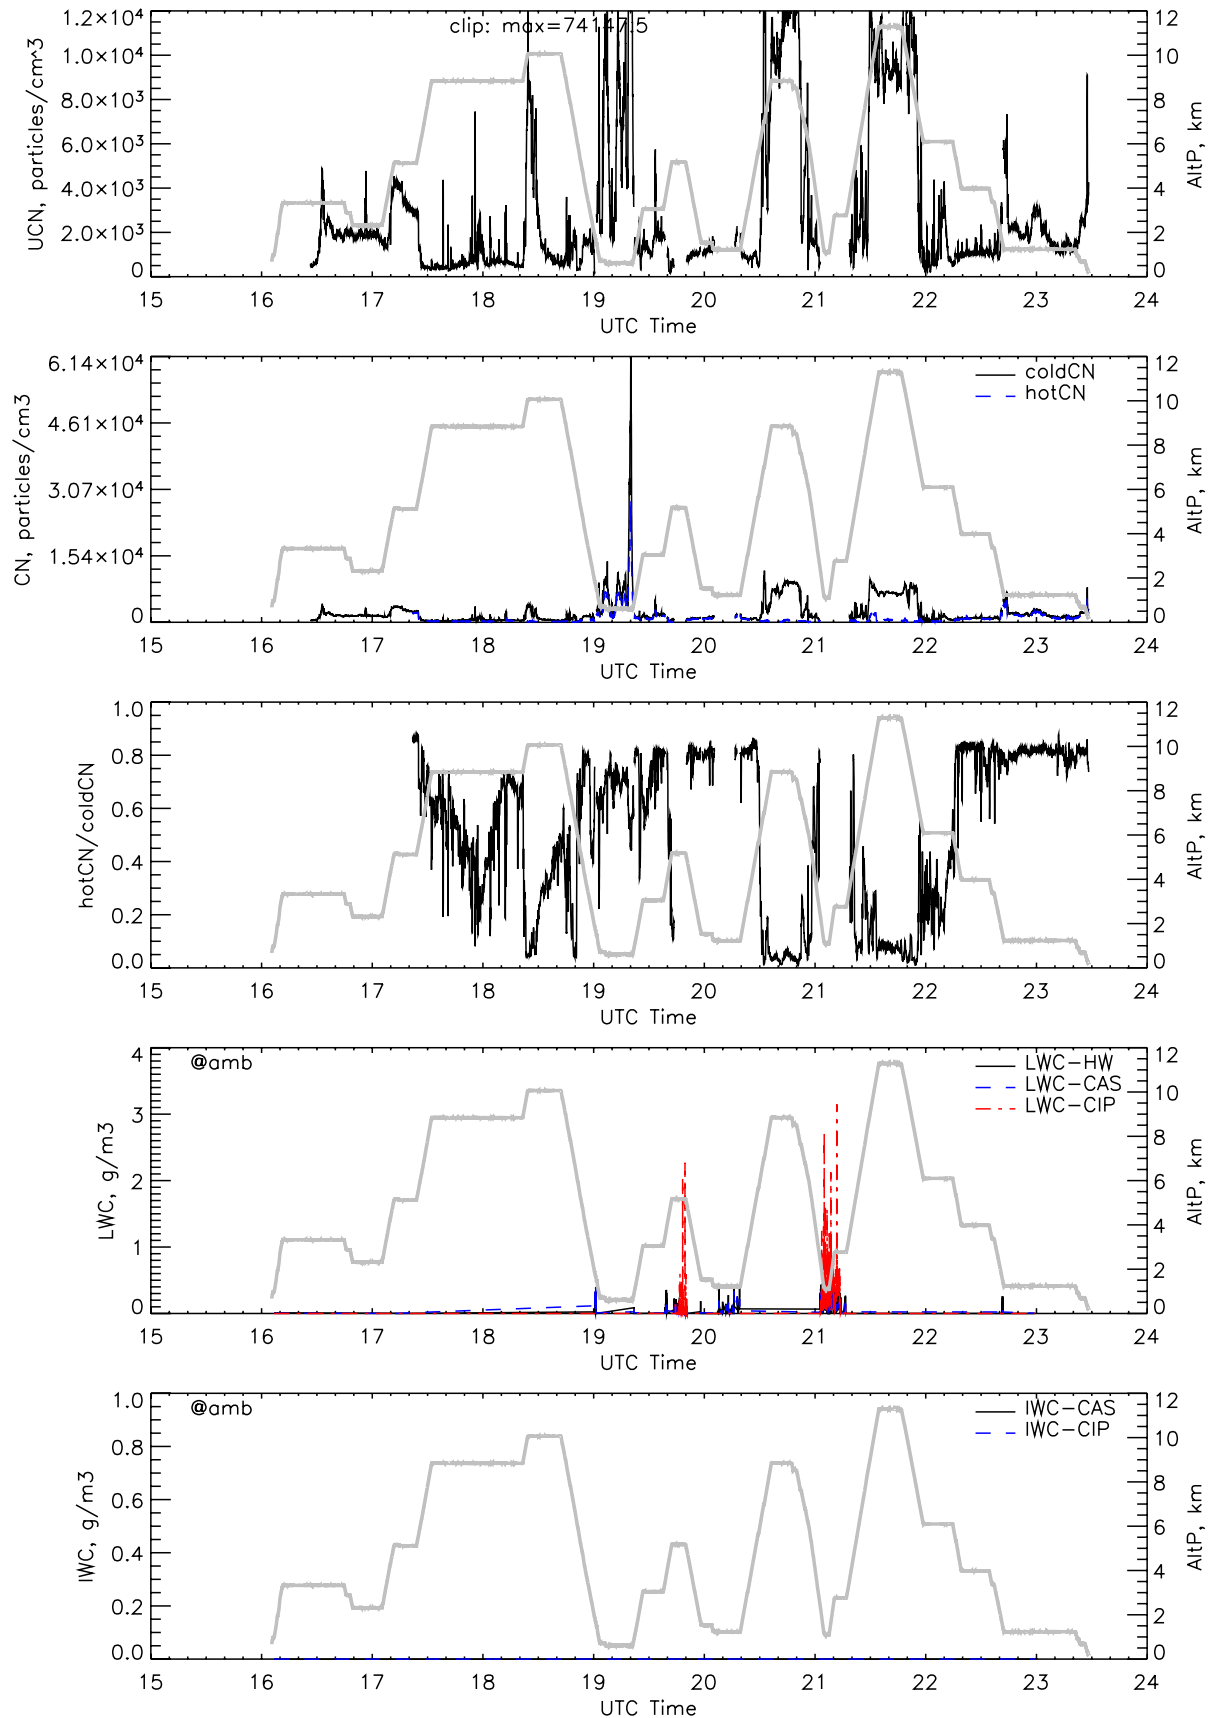 clip: max=74147.5
1.2×10⁴
1.0×10⁴
8.0×10³
6.0×10³
4.0×10³
2.0×10³
0
UCN, particles/cm^3
12
10
8
6
4
2
0
AltP, km
15 16 17 18 19 20 21 22 23 24
UTC Time
coldCN
hotCN
6.14×10⁴
4.61×10⁴
3.07×10⁴
1.54×10⁴
0
CN, particles/cm3
12
10
8
6
4
2
0
AltP, km
15 16 17 18 19 20 21 22 23 24
UTC Time
1.0
0.8
0.6
0.4
0.2
0.0
hotCN/coldCN
12
10
8
6
4
2
0
AltP, km
15 16 17 18 19 20 21 22 23 24
UTC Time
@amb
LWC-HW
LWC-CAS
LWC-CIP
4
3
2
1
0
LWC, g/m3
12
10
8
6
4
2
0
AltP, km
15 16 17 18 19 20 21 22 23 24
UTC Time
@amb
IWC-CAS
IWC-CIP
1.0
0.8
0.6
0.4
0.2
0.0
IWC, g/m3
12
10
8
6
4
2
0
AltP, km
15 16 17 18 19 20 21 22 23 24
UTC Time